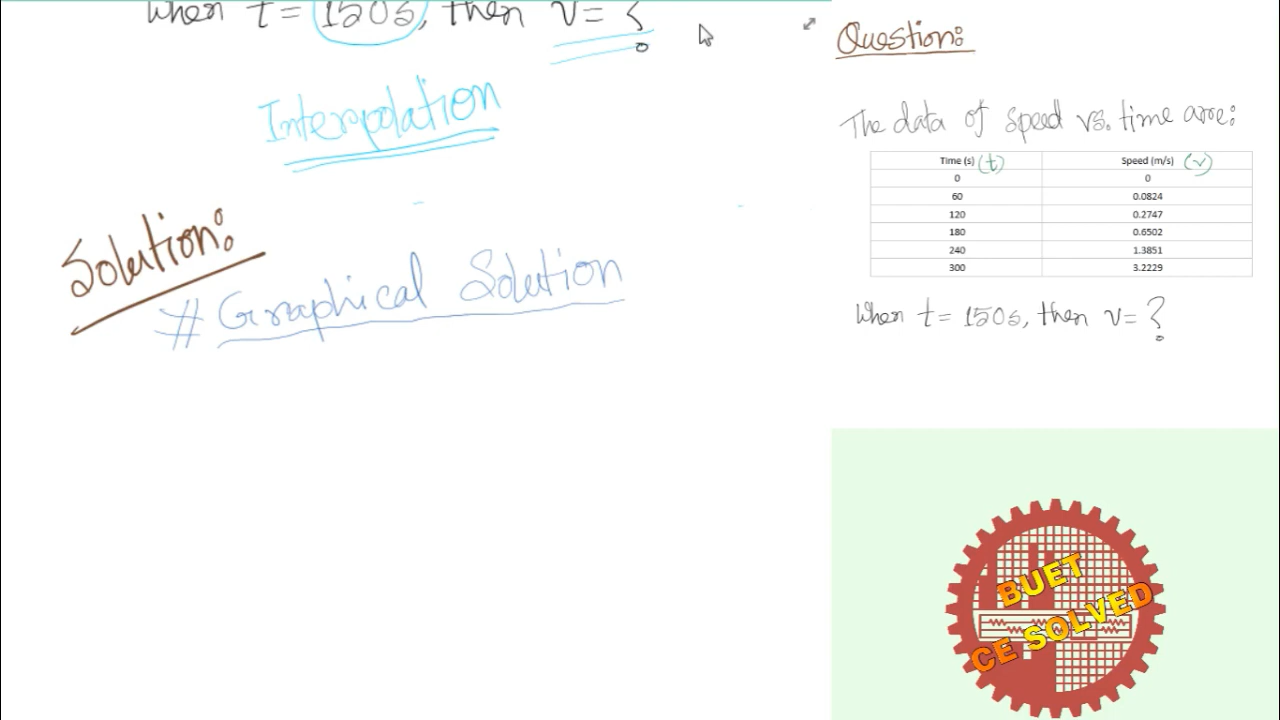 When t = 150s, then v = ?
Interpolation
Solution:
# Graphical Solution
Question:
The data of speed vs. time are:
Time (s) (t) Speed (m/s) (v)
0 0
60 0.0824
120 0.2747
180 0.6502
240 1.3851
300 3.2229
When t = 150s, then v = ?
BUET
CE SOLVED